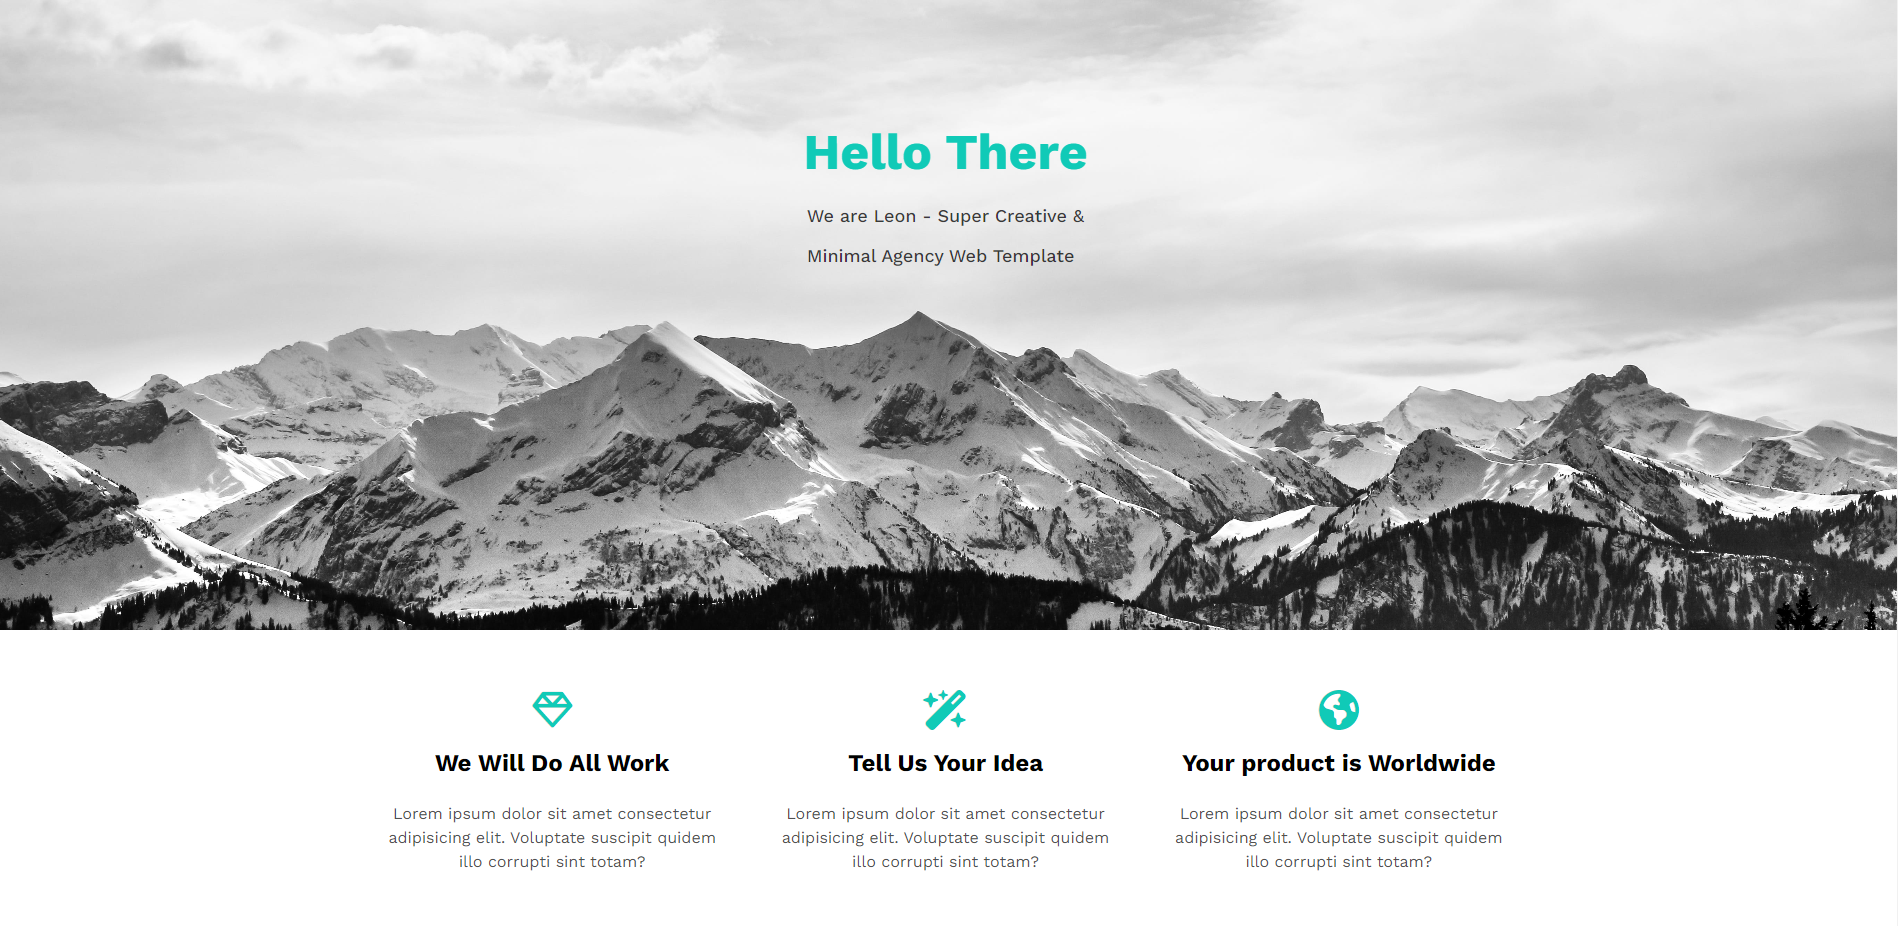 Hello There
We are Leon - Super Creative &
Minimal Agency Web Template
We Will Do All Work
Lorem ipsum dolor sit amet consectetur
adipisicing elit. Voluptate suscipit quidem
illo corrupti sint totam?
Tell Us Your Idea
Lorem ipsum dolor sit amet consectetur
adipisicing elit. Voluptate suscipit quidem
illo corrupti sint totam?
Your product is Worldwide
Lorem ipsum dolor sit amet consectetur
adipisicing elit. Voluptate suscipit quidem
illo corrupti sint totam?